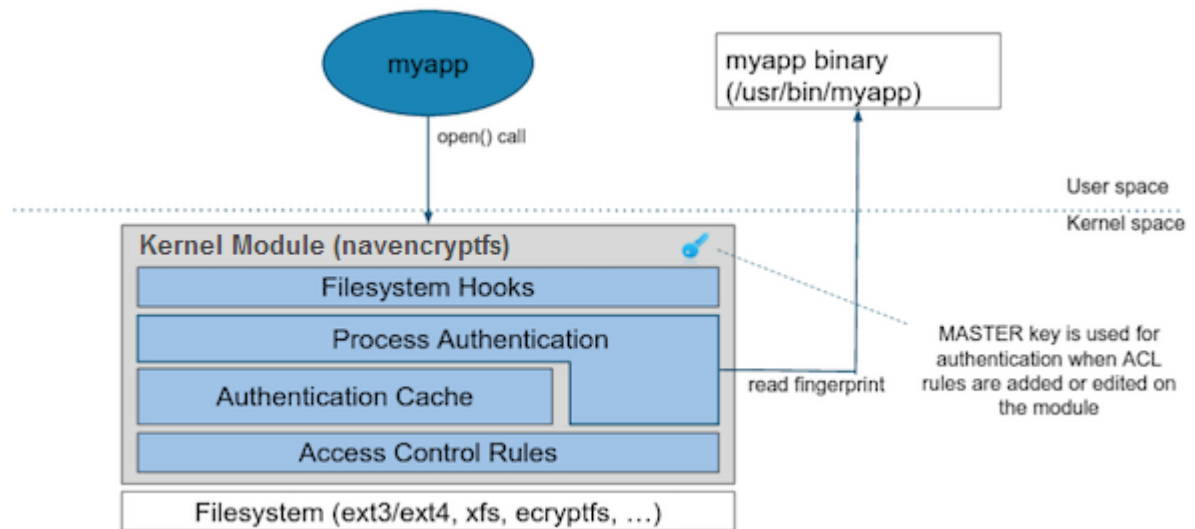 myapp
myapp binary
(/usr/bin/myapp)
open() call
User space
Kernel space
Kernel Module (navencryptfs)
Filesystem Hooks
Process Authentication
Authentication Cache
read fingerprint
Access Control Rules
MASTER key is used for
authentication when ACL
rules are added or edited on
the module
Filesystem (ext3/ext4, xfs, ecryptfs, …)